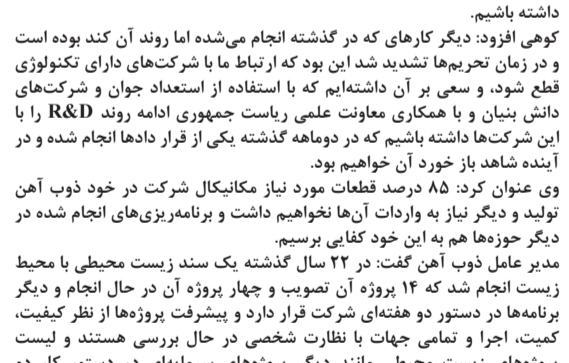 داشته باشیم.
کوهی افزود: دیگر کارهای که در گذشته انجام می‌شده اما روند آن کند بوده است
و در زمان تحریم‌ها تشدید شد این بود که ارتباط ما با شرکت‌های دارای تکنولوژی
قطع شود، و سعی بر آن داشته‌ایم که با استفاده از استعداد جوان و شرکت‌های
دانش بنیان و با همکاری معاونت علمی ریاست جمهوری ادامه روند R&D را با
این شرکت‌ها داشته باشیم که در دوماهه گذشته یکی از قرار دادها انجام شده و در
آینده شاهد باز خورد آن خواهیم بود.
وی عنوان کرد: ۸۵ درصد قطعات مورد نیاز مکانیکال شرکت در خود ذوب آهن
تولید و دیگر نیاز به واردات آن‌ها نخواهیم داشت و برنامه‌ریزی‌های انجام شده در
دیگر حوزه‌ها هم به این خود کفایی برسیم.
مدیر عامل ذوب آهن گفت: در ۲۲ سال گذشته یک سند زیست محیطی با محیط
زیست انجام شد که ۱۴ پروژه آن تصویب و چهار پروژه آن در حال انجام و دیگر
برنامه‌ها در دستور دو هفته‌ای شرکت قرار دارد و پیشرفت پروژه‌ها از نظر کیفیت،
کمیت، اجرا و تمامی جهات با نظارت شخصی در حال بررسی هستند و لیست